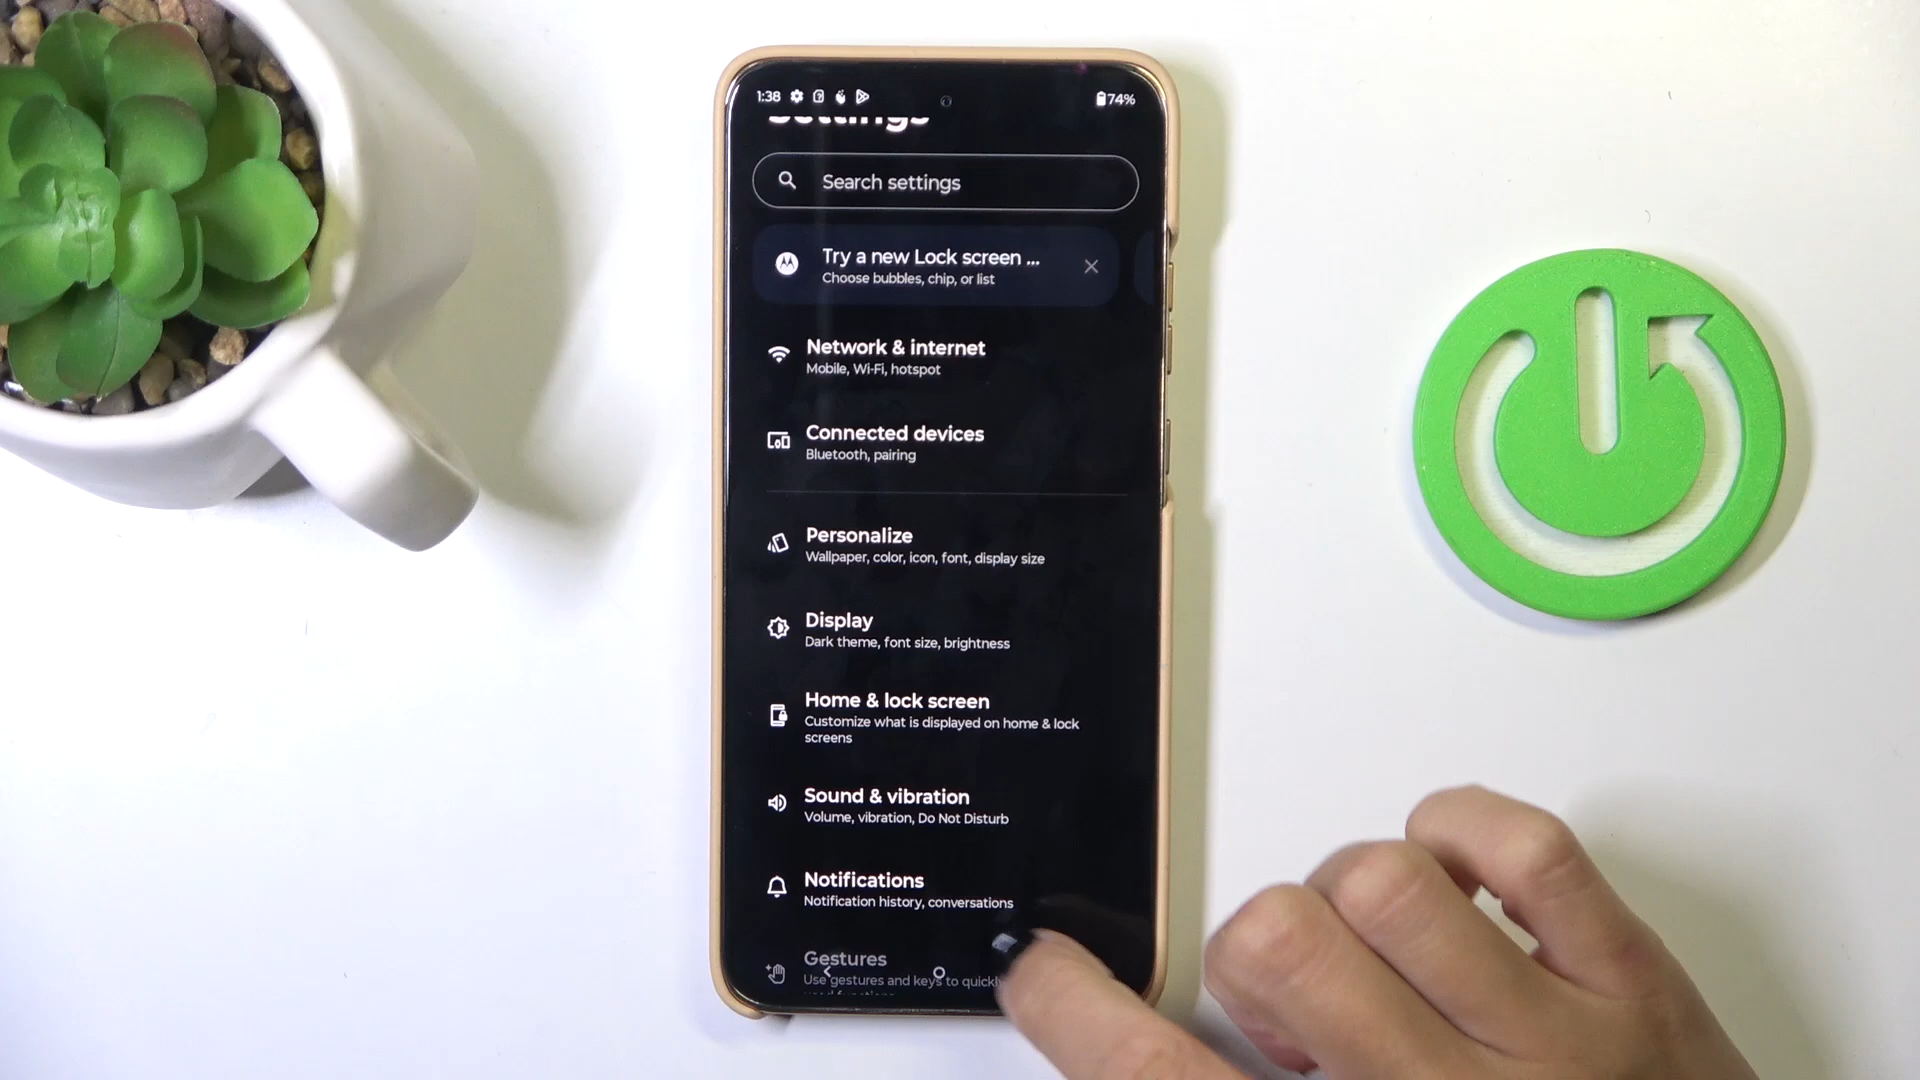 1:38
74%
Settings
Search settings
Try a new Lock screen ...
Choose bubbles, chip, or list
Network & internet
Mobile, Wi-Fi, hotspot
Connected devices
Bluetooth, pairing
Personalize
Wallpaper, color, icon, font, display size
Display
Dark theme, font size, brightness
Home & lock screen
Customize what is displayed on home & lock
screens
Sound & vibration
Volume, vibration, Do Not Disturb
Notifications
Notification history, conversations
Gestures
Use gestures and keys to quickly